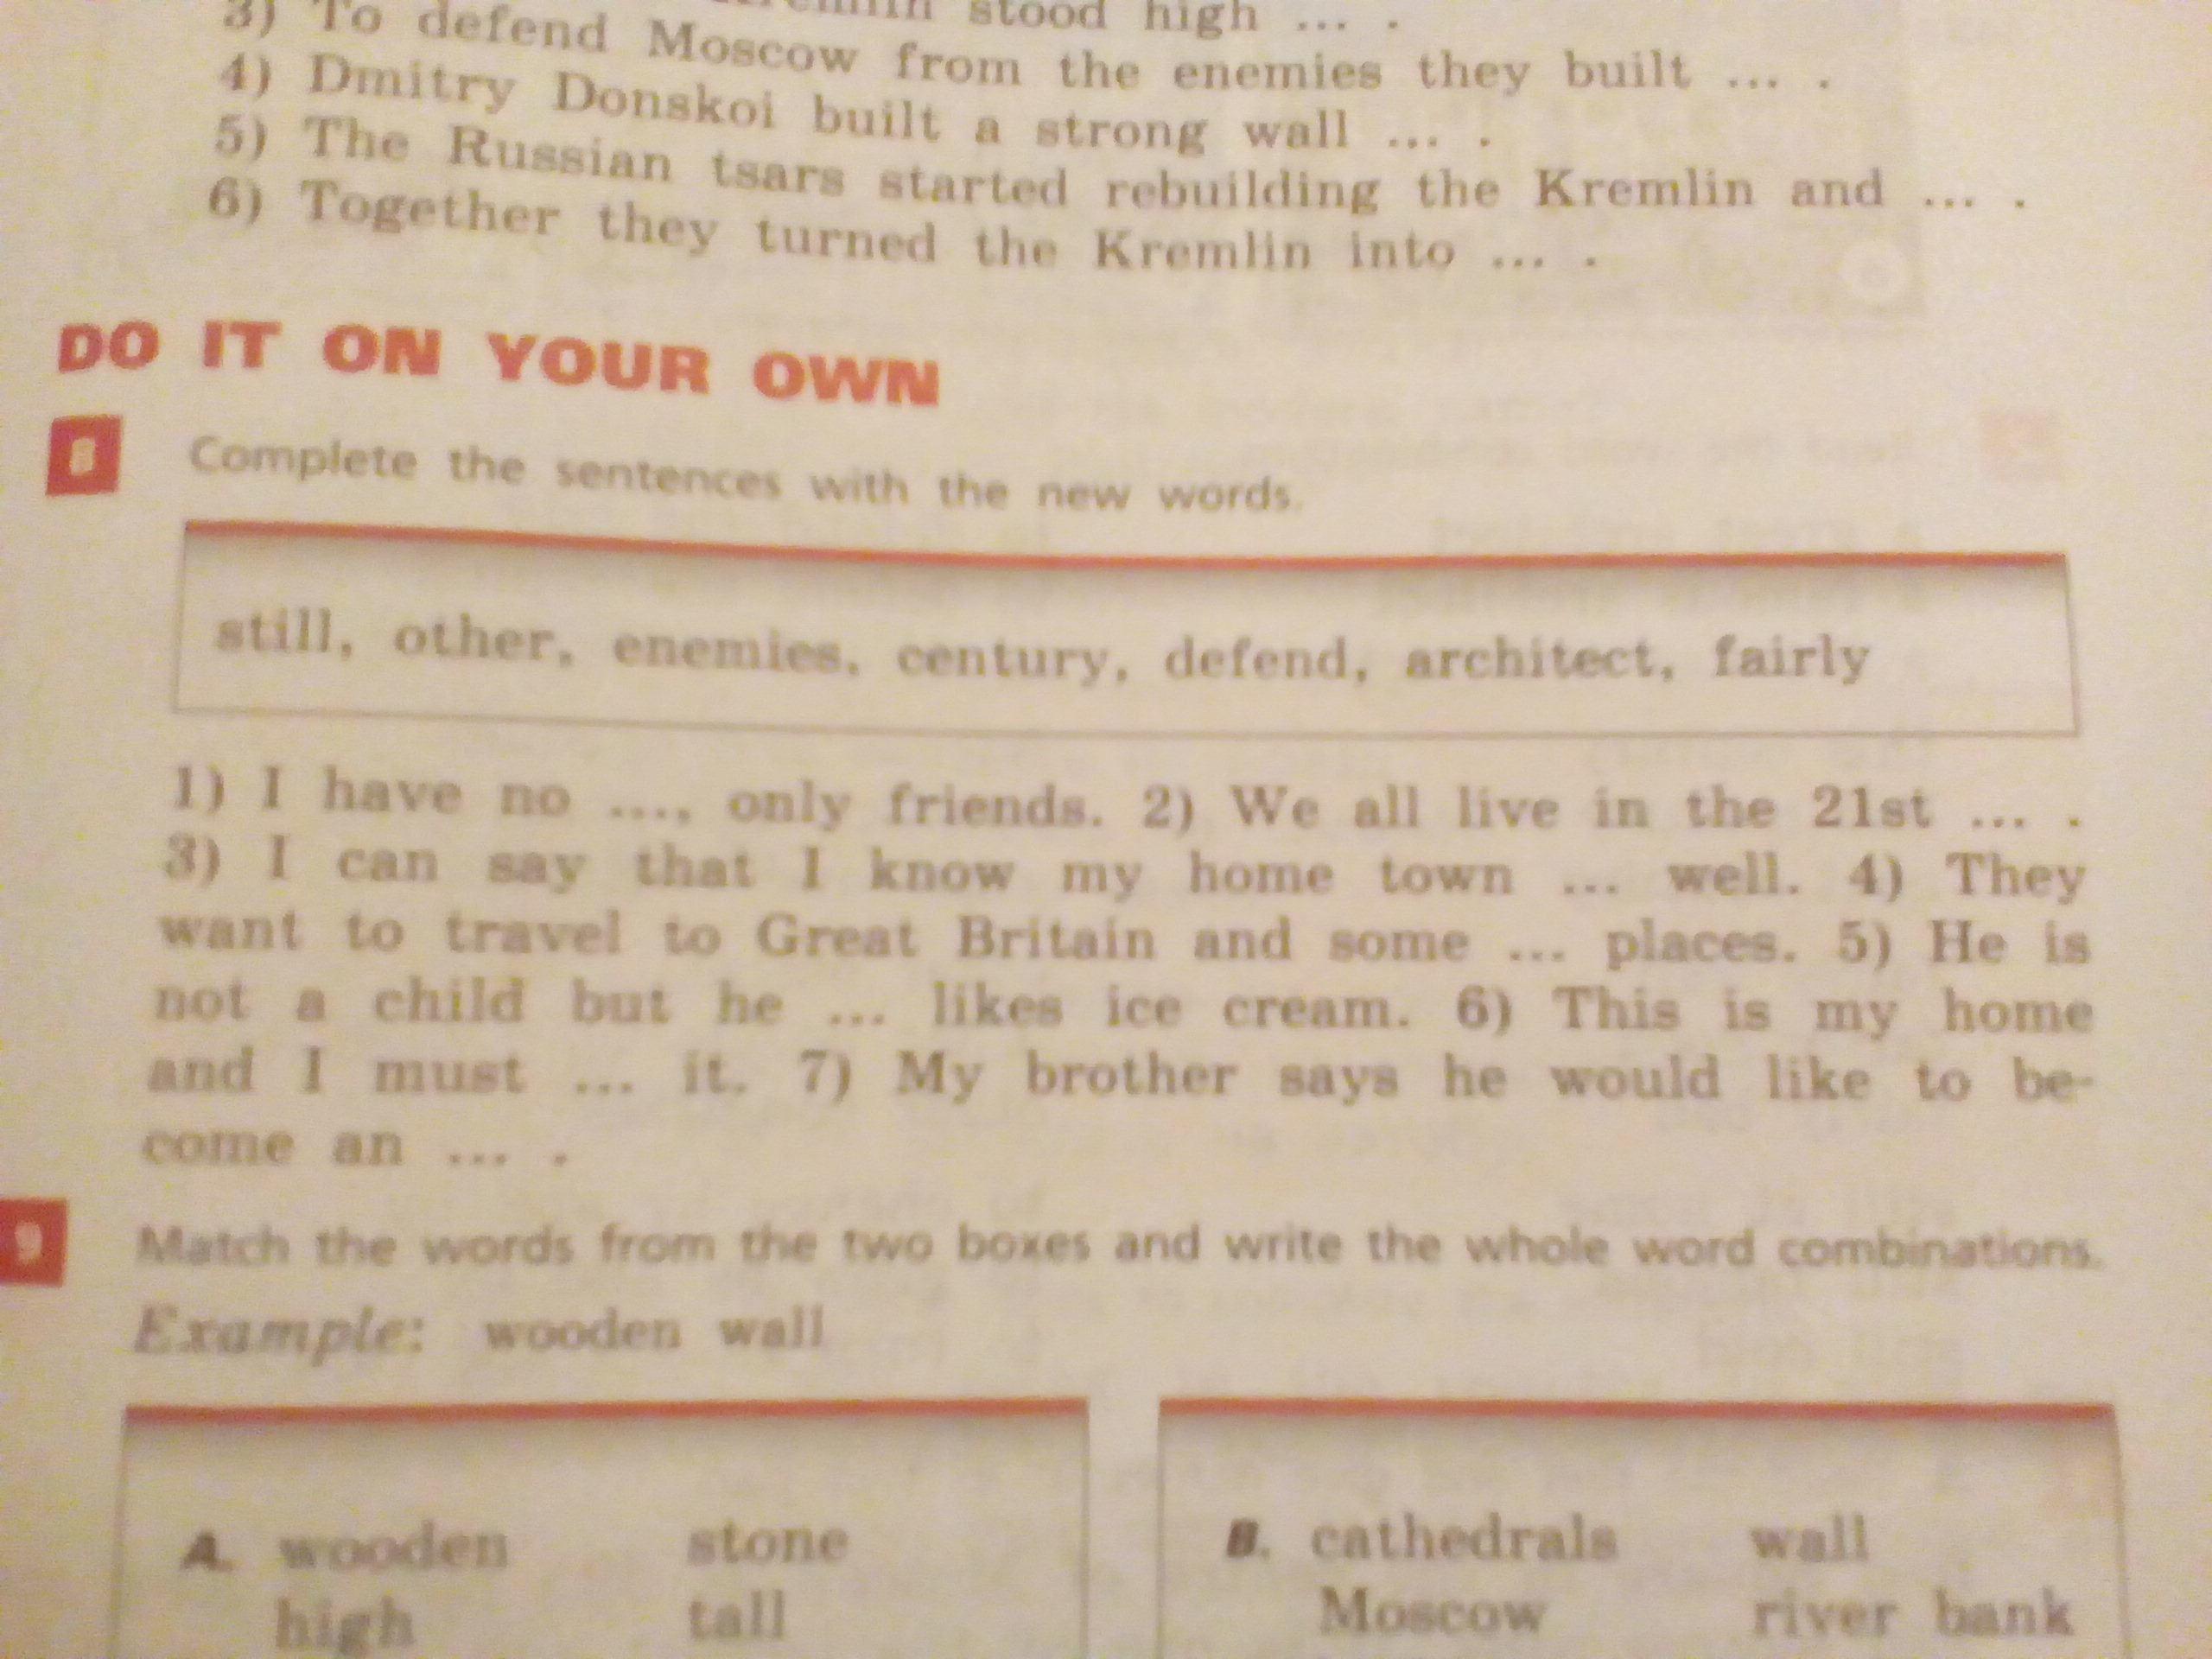 stood high ... .
3) To defend Moscow from the enemies they built ... .
4) Dmitry Donskoi built a strong wall ... .
5) The Russian tsars started rebuilding the Kremlin and ... .
6) Together they turned the Kremlin into ... .
DO IT ON YOUR OWN
8 Complete the sentences with the new words.
still, other, enemies, century, defend, architect, fairly
1) I have no ..., only friends. 2) We all live in the 21st ... .
3) I can say that I know my home town ... well. 4) They
want to travel to Great Britain and some ... places. 5) He is
not a child but he ... likes ice cream. 6) This is my home
and I must ... it. 7) My brother says he would like to be-
come an ... .
9 Match the words from the two boxes and write the whole word combinations.
Example: wooden wall
A. wooden stone
high tall
B. cathedrals wall
Moscow river bank